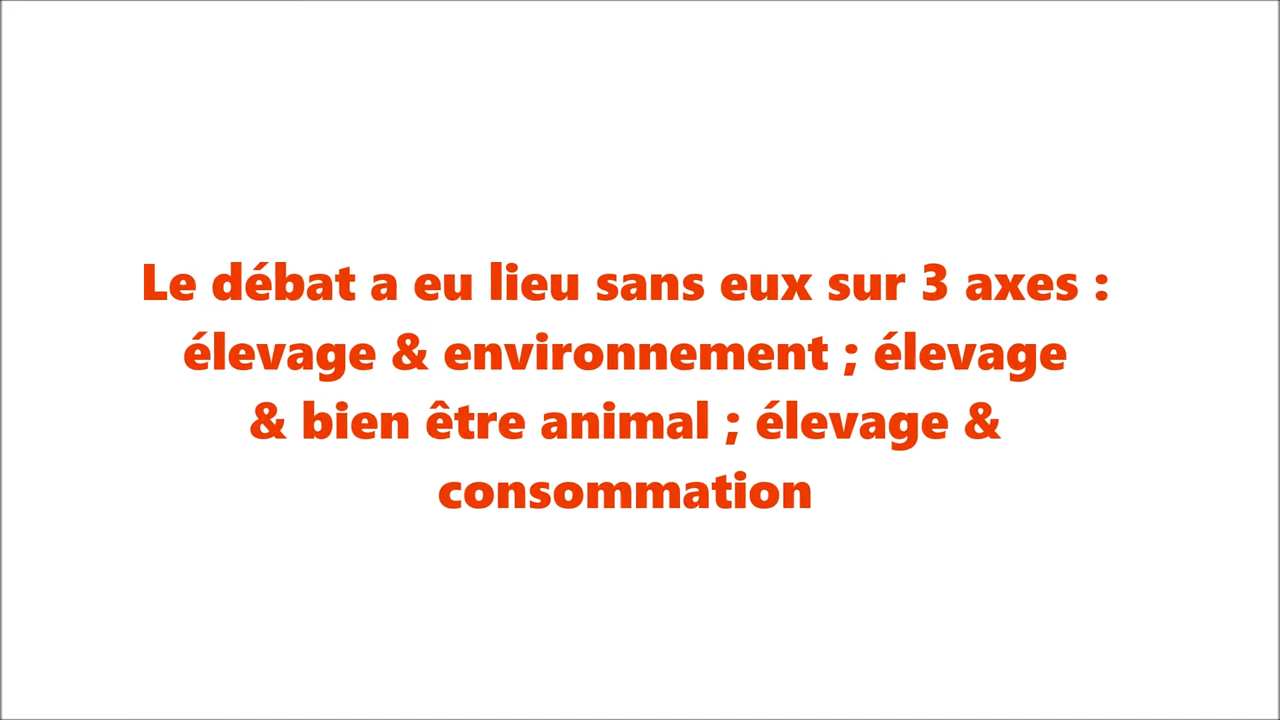 Le débat a eu lieu sans eux sur 3 axes :
élevage & environnement ; élevage
& bien être animal ; élevage &
consommation